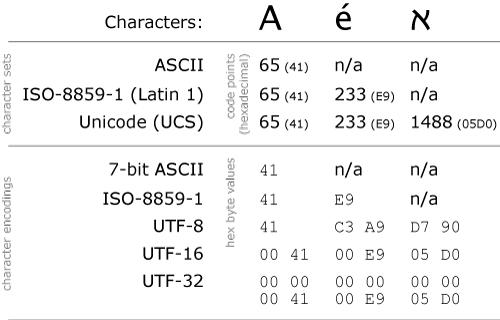 Characters: A é א
character sets
code points (hexadecimal)
ASCII 65 (41) n/a n/a
ISO-8859-1 (Latin 1) 65 (41) 233 (E9) n/a
Unicode (UCS) 65 (41) 233 (E9) 1488 (05D0)
character encodings
hex byte values
7-bit ASCII 41 n/a n/a
ISO-8859-1 41 E9 n/a
UTF-8 41 C3 A9 D7 90
UTF-16 00 41 00 E9 05 D0
UTF-32 00 00 00 00 00 00
00 41 00 E9 05 D0